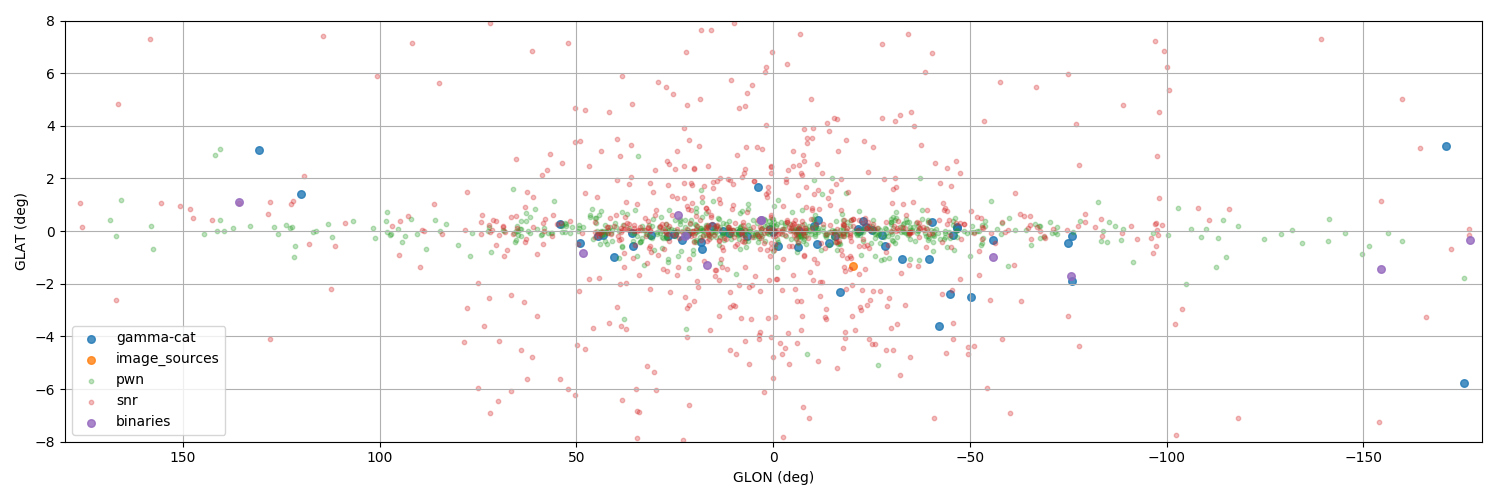 8
6
4
2
0
−2
−4
−6
−8
GLAT (deg)
gamma-cat
image_sources
pwn
snr
binaries
150 100 50 0 −50 −100 −150
GLON (deg)